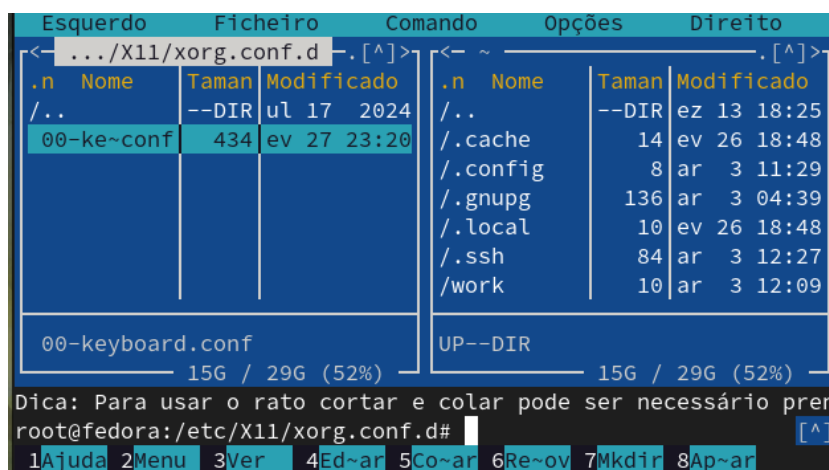 Esquerdo Ficheiro Comando Opções Direito
<─ .../X11/xorg.conf.d ─.[^]>
.n Nome Taman Modificado
/.. --DIR ul 17 2024
00-ke~conf 434 ev 27 23:20
00-keyboard.conf
15G / 29G (52%)
<─ ~ ─.[^]>
.n Nome Taman Modificado
/.. --DIR ez 13 18:25
/.cache 14 ev 26 18:48
/.config 8 ar 3 11:29
/.gnupg 136 ar 3 04:39
/.local 10 ev 26 18:48
/.ssh 84 ar 3 12:27
/work 10 ar 3 12:09
UP--DIR
15G / 29G (52%)
Dica: Para usar o rato cortar e colar pode ser necessário pre
root@fedora:/etc/X11/xorg.conf.d# [^]
1Ajuda 2Menu 3Ver 4Ed~ar 5Co~ar 6Re~ov 7Mkdir 8Ap~ar